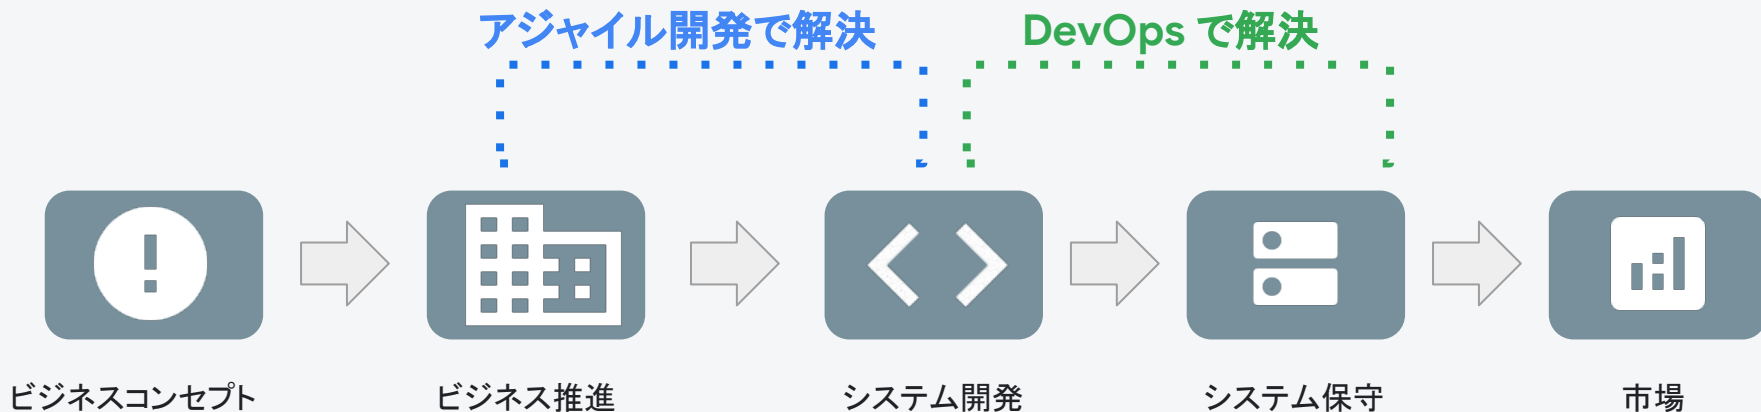 アジャイル開発で解決
DevOps で解決
ビジネスコンセプト
ビジネス推進
システム開発
システム保守
市場